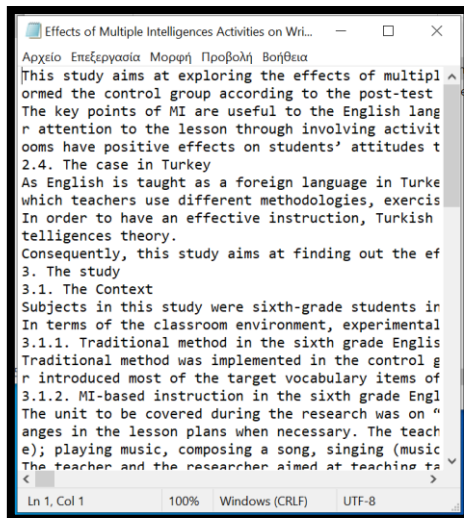 Effects of Multiple Intelligences Activities on Wri...
Αρχείο Επεξεργασία Μορφή Προβολή Βοήθεια
This study aims at exploring the effects of multipl
ormed the control group according to the post-test
The key points of MI are useful to the English lang
r attention to the lesson through involving activit
ooms have positive effects on students’ attitudes t
2.4. The case in Turkey
As English is taught as a foreign language in Turke
which teachers use different methodologies, exercis
In order to have an effective instruction, Turkish
telligences theory.
Consequently, this study aims at finding out the ef
3. The study
3.1. The Context
Subjects in this study were sixth-grade students in
In terms of the classroom environment, experimental
3.1.1. Traditional method in the sixth grade Englis
Traditional method was implemented in the control g
r introduced most of the target vocabulary items of
3.1.2. MI-based instruction in the sixth grade Engl
The unit to be covered during the research was on “
anges in the lesson plans when necessary. The teach
e); playing music, composing a song, singing (music
The teacher and the researcher aimed at teaching ta
Ln 1, Col 1 100% Windows (CRLF) UTF-8